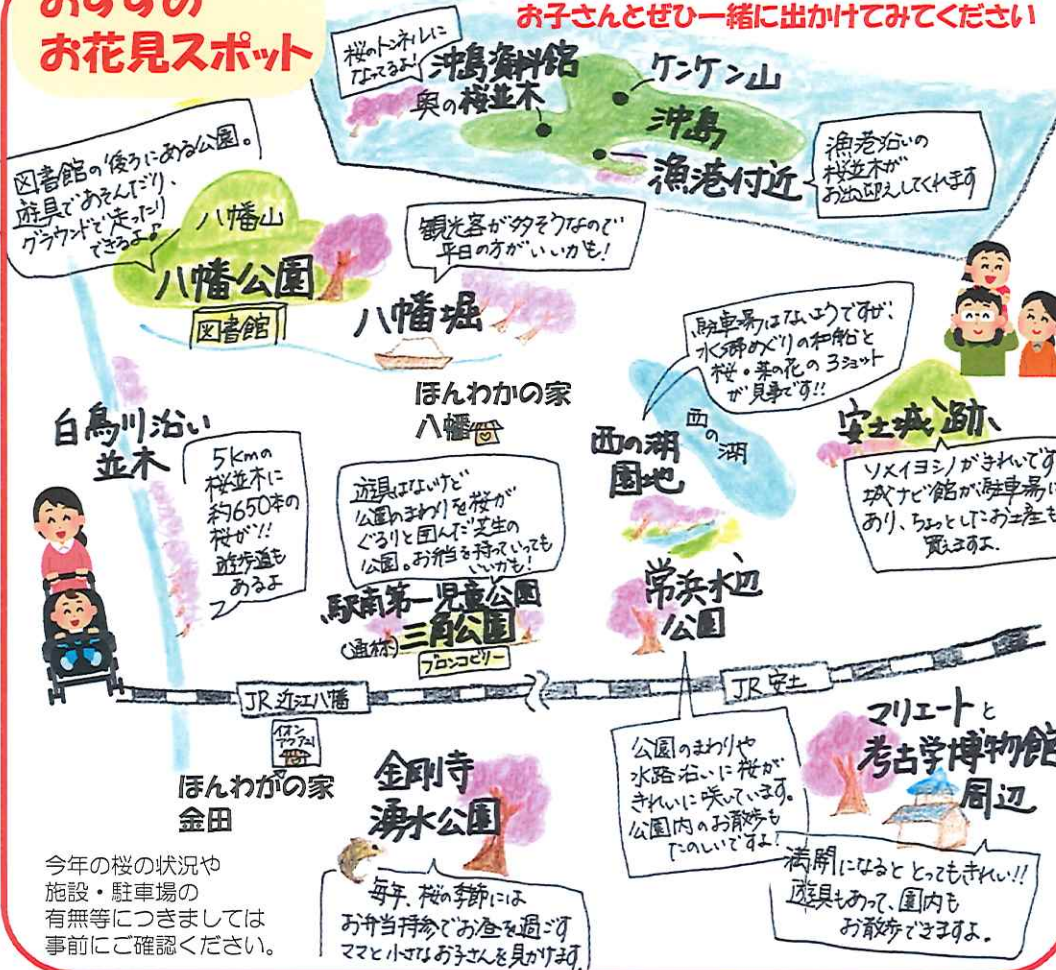 おすすめ
お花見スポット
お子さんとぜひ一緒に出かけてみてください
桜のトンネルに
なってるよ！
沖島資料館
奥の桜並木
ケンケン山
沖島
漁港付近
漁港沿いの
桜並木が
お出迎えしてくれます
図書館の後ろにある公園。
遊具であそんだり、
グラウンドで走ったり
できるよ♪
八幡山
八幡公園
図書館
観光客が多そうなので
平日の方がいいかも！
八幡堀
ほんわかの家
八幡
駐車場はないようですが、
水郷めぐりの和船と
桜・菜の花の3ショット
が見事です!!
西の湖
西の湖
園地
安土城跡
ソメイヨシノがきれいです
城ナビ館が駐車場に
あり、ちょっとしたお土産も
買えますよ。
白鳥川沿い
並木
5kmの
桜並木に
約650本の
桜が!!
遊歩道も
あるよ
遊具はないけど
公園のまわりを桜が
ぐるりと囲んだ芝生の
公園。お弁当を持っていっても
いいかも！
駅南第一児童公園
(通称)三角公園
ブロンコビリー
常浜水辺
公園
JR近江八幡
JR安土
イオン
アクア21
ほんわかの家
金田
金剛寺
湧水公園
公園のまわりや
水路沿いに桜が
きれいに咲いています。
公園内のお散歩も
たのしいですよ！
マリエートと
考古学博物館
周辺
満開になるととってもきれい!!
遊具もあって、園内も
お散歩できますよ。
毎年、桜の季節には
お弁当持参でお昼を過ごす
ママと小さなお子さんを見かけます
今年の桜の状況や
施設・駐車場の
有無等につきましては
事前にご確認ください。